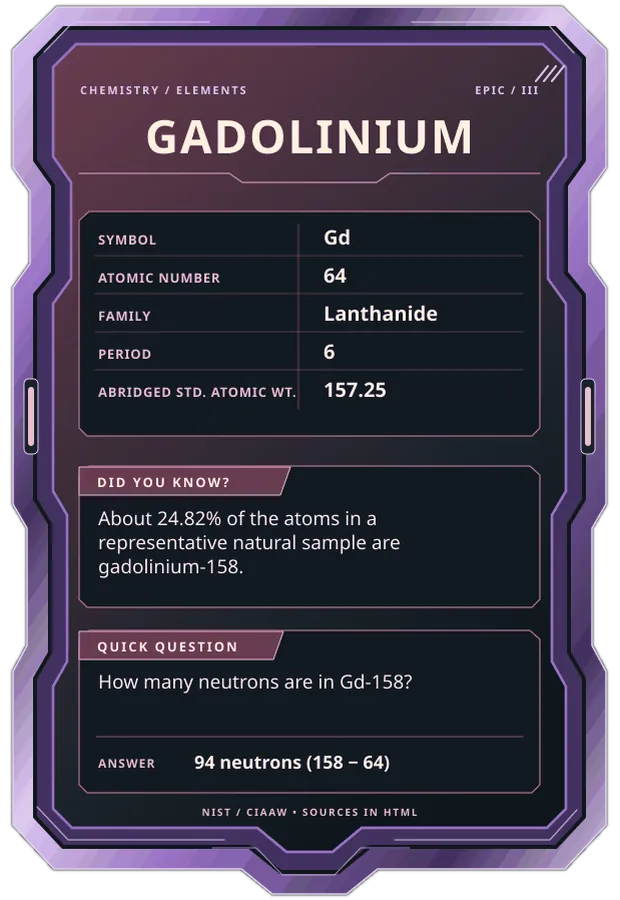 CHEMISTRY / ELEMENTS
EPIC / III
GADOLINIUM
SYMBOL Gd
ATOMIC NUMBER 64
FAMILY Lanthanide
PERIOD 6
ABRIDGED STD. ATOMIC WT. 157.25
DID YOU KNOW?
About 24.82% of the atoms in a
representative natural sample are
gadolinium-158.
QUICK QUESTION
How many neutrons are in Gd-158?
ANSWER 94 neutrons (158 − 64)
NIST / CIAAW • SOURCES IN HTML